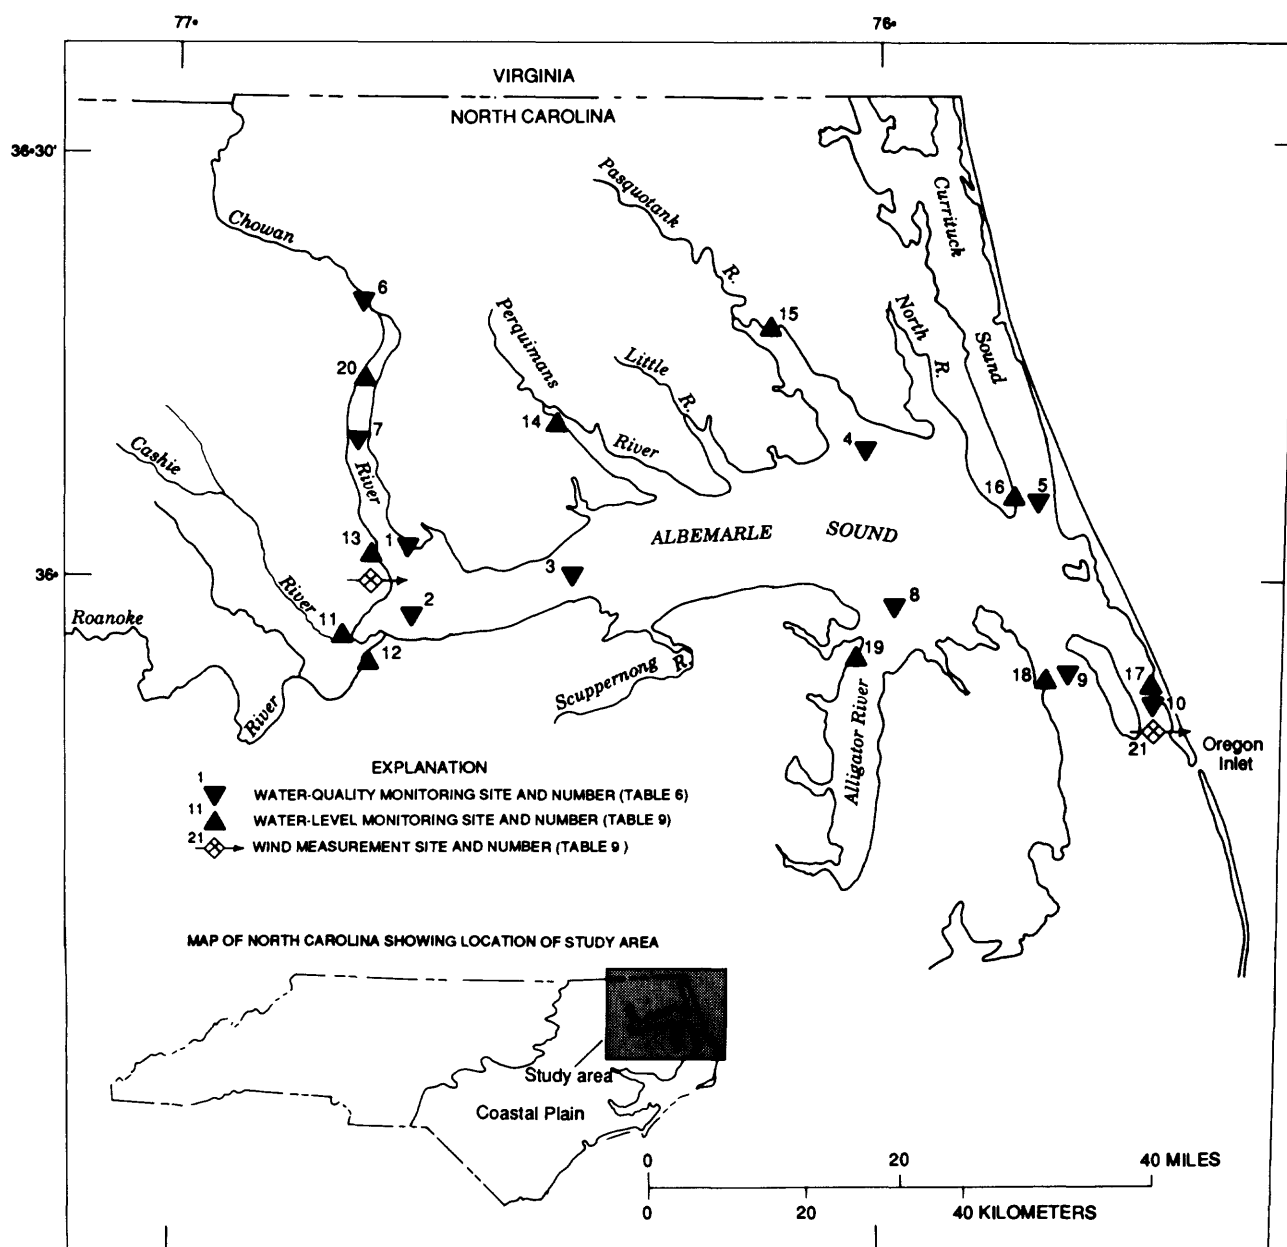 77°
76°
VIRGINIA
NORTH CAROLINA
36°30'
Pasquotank
R.
Currituck
Sound
Chowan
River
6
20
7
13
1
2
3
Perquimans
River
14
Little
R.
15
North
R.
4
16
5
Cashie
River
ALBEMARLE SOUND
36°
Roanoke
River
11
12
8
19
18
9
17
10
21
Scuppernong R.
Alligator River
Oregon
Inlet
EXPLANATION
1 WATER-QUALITY MONITORING SITE AND NUMBER (TABLE 6)
11 WATER-LEVEL MONITORING SITE AND NUMBER (TABLE 9)
21 WIND MEASUREMENT SITE AND NUMBER (TABLE 9 )
MAP OF NORTH CAROLINA SHOWING LOCATION OF STUDY AREA
Study area
Coastal Plain
0 20 40 MILES
0 20 40 KILOMETERS